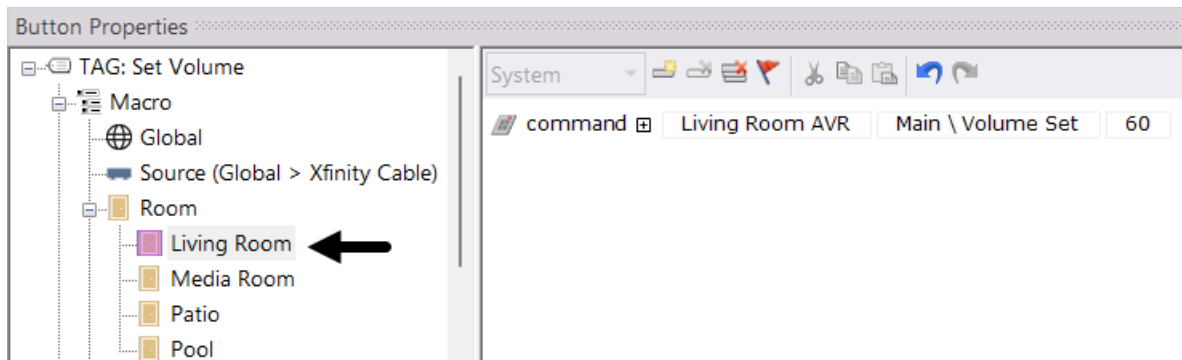 Button Properties
TAG: Set Volume
Macro
Global
Source (Global > Xfinity Cable)
Room
Living Room
Media Room
Patio
Pool
System
command Living Room AVR Main \ Volume Set 60